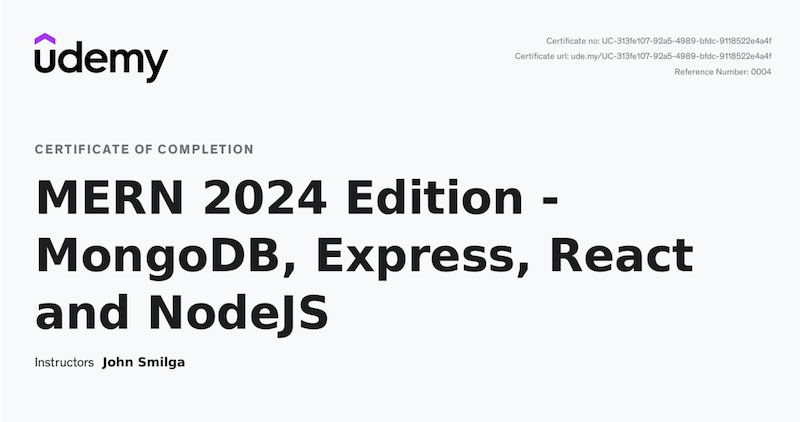 udemy
Certificate no: UC-313fe107-92a5-4989-bfdc-9118522e4a4f
Certificate url: ude.my/UC-313fe107-92a5-4989-bfdc-9118522e4a4f
Reference Number: 0004
CERTIFICATE OF COMPLETION
MERN 2024 Edition -
MongoDB, Express, React
and NodeJS
Instructors John Smilga